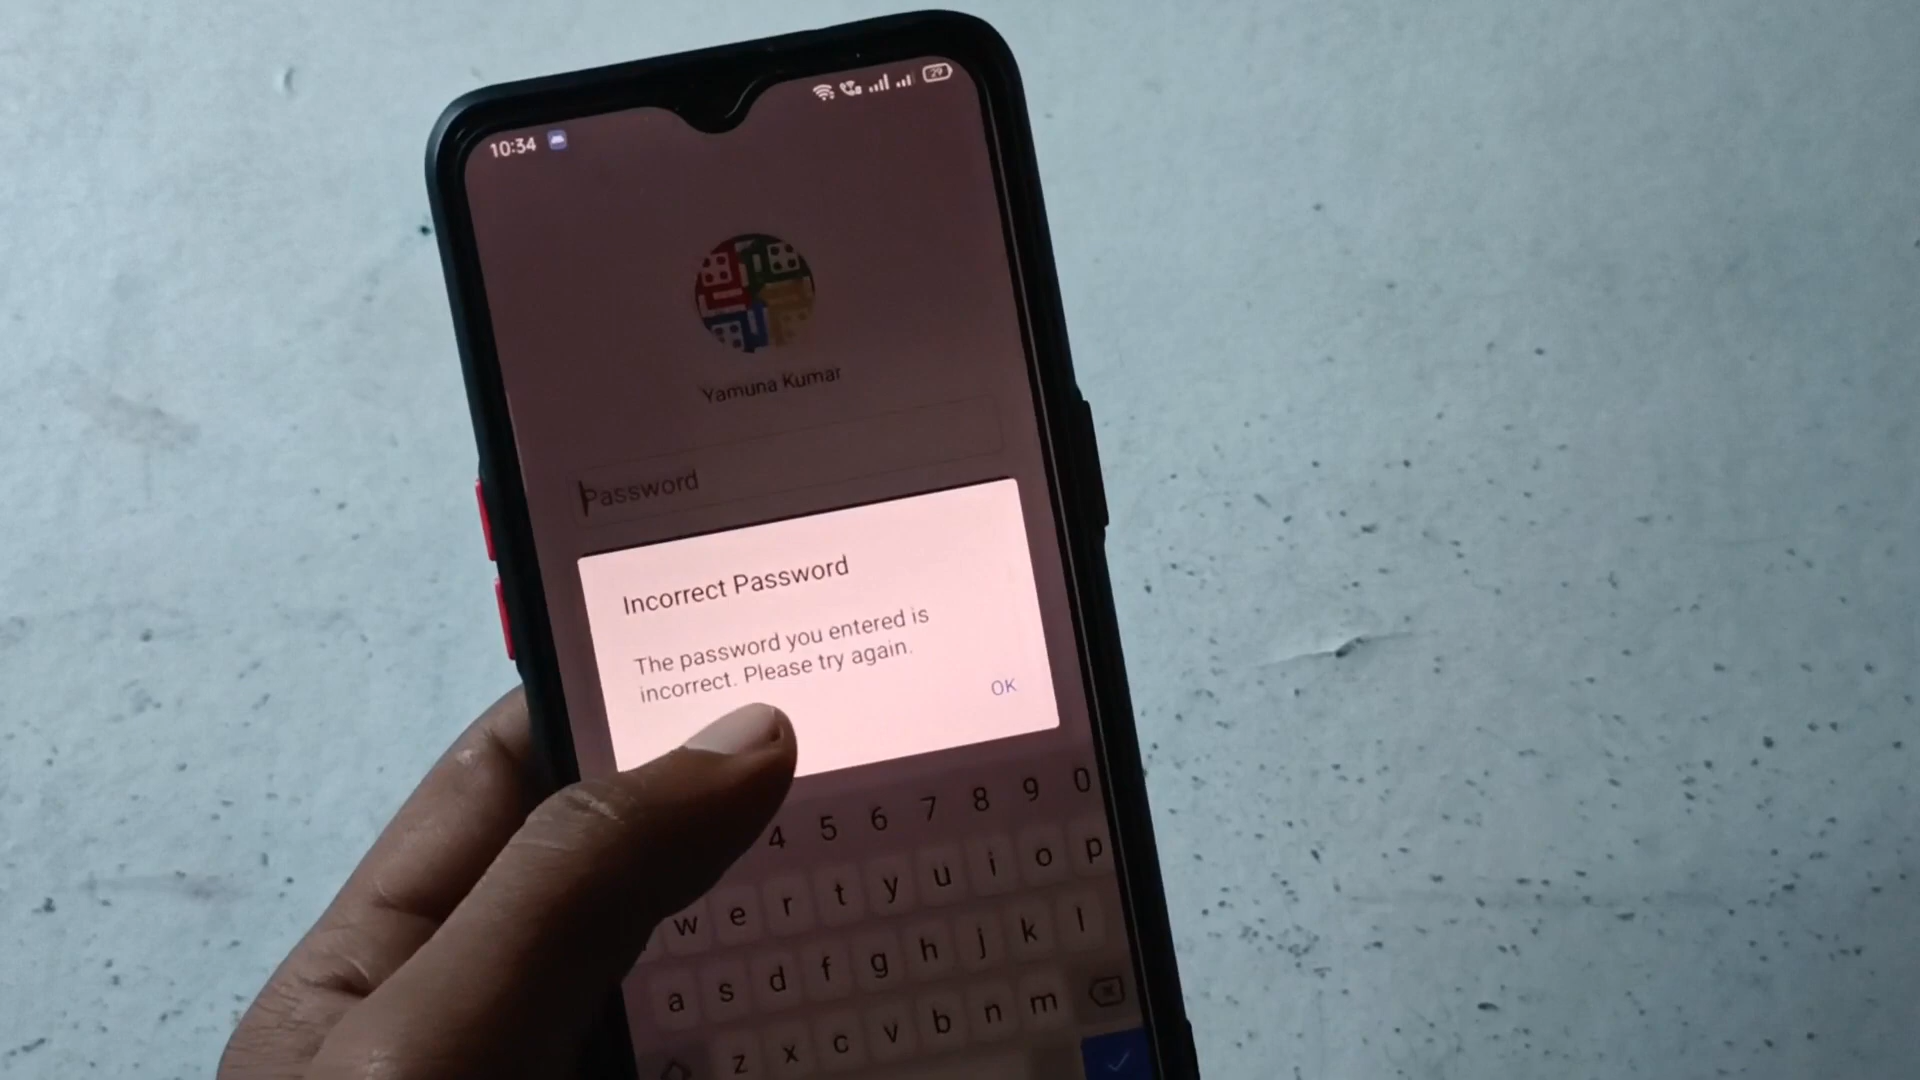 10:34
29
Yamuna Kumar
Password
Incorrect Password
The password you entered is
incorrect. Please try again.
OK
4 5 6 7 8 9 0
w e r t y u i o p
a s d f g h j k l
z x c v b n m